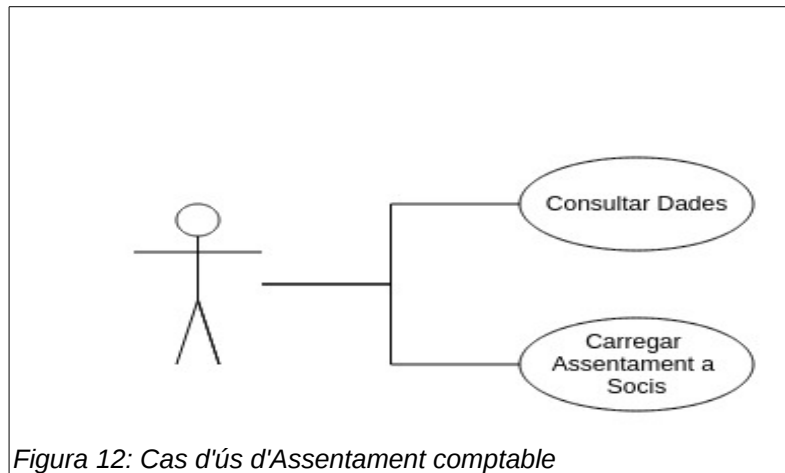 Consultar Dades
Carregar
Assentament a
Socis
Figura 12: Cas d'ús d'Assentament comptable